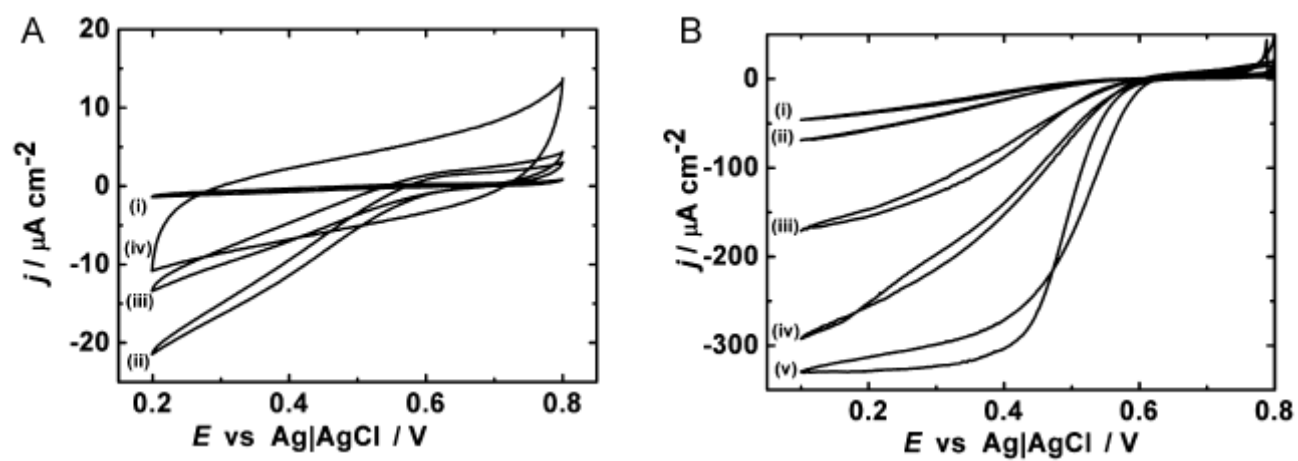 A
20
10
0
-10
-20
j / µA cm-2
(i)
(iv)
(iii)
(ii)
0.2 0.4 0.6 0.8
E vs Ag|AgCl / V
B
0
-100
-200
-300
j / µA cm-2
(i)
(ii)
(iii)
(iv)
(v)
0.2 0.4 0.6 0.8
E vs Ag|AgCl / V